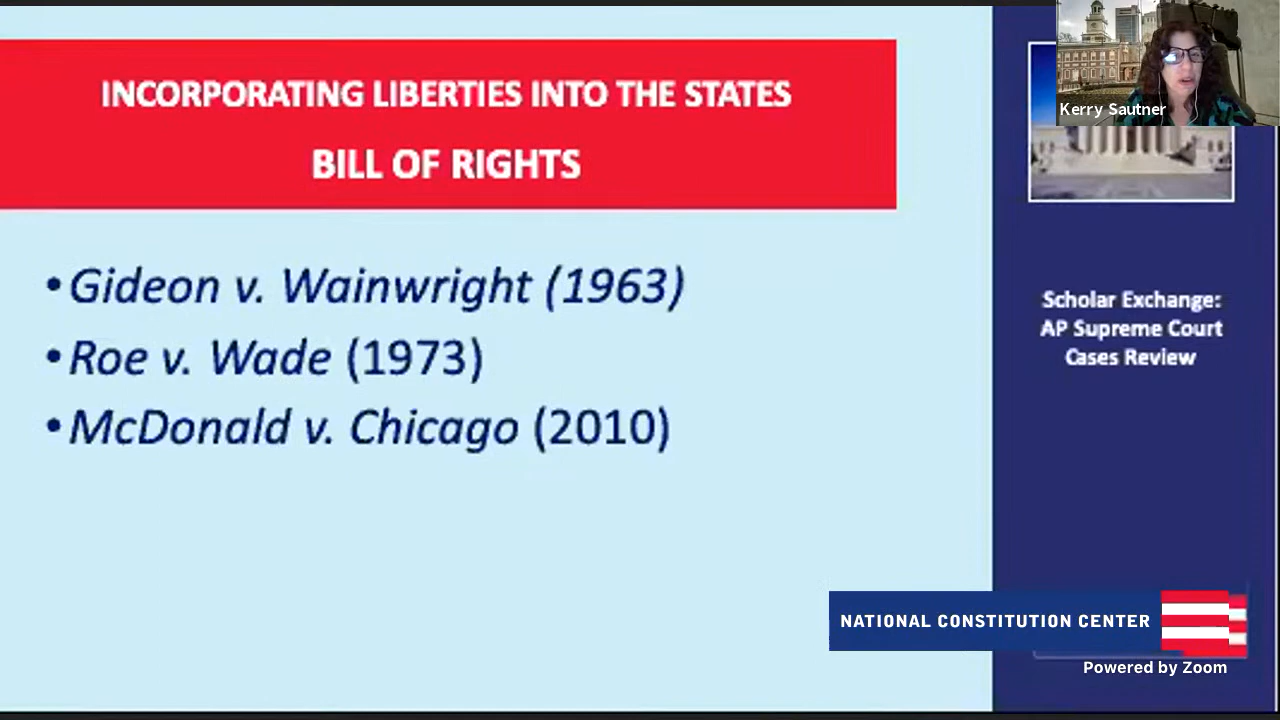 INCORPORATING LIBERTIES INTO THE STATES
BILL OF RIGHTS
• Gideon v. Wainwright (1963)
• Roe v. Wade (1973)
• McDonald v. Chicago (2010)
Kerry Sautner
Scholar Exchange:
AP Supreme Court
Cases Review
NATIONAL CONSTITUTION CENTER
Powered by Zoom